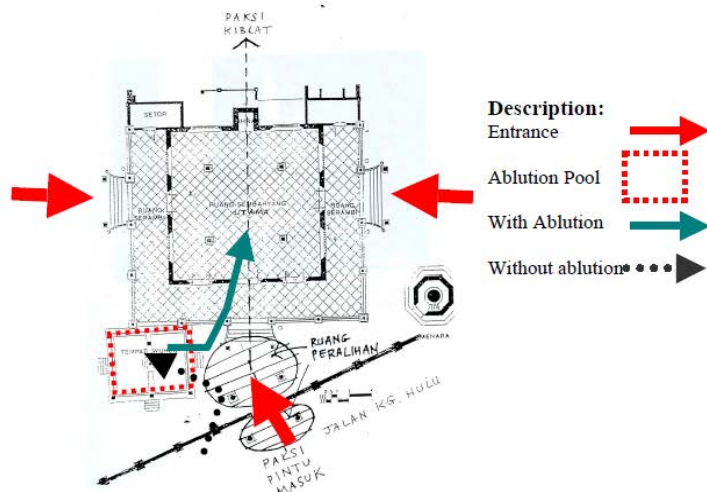 PAKSI
KIBLAT
SETOR
RUANG SEMBAHYANG
UTAMA
RUANG
SERAMBI
RUANG
SERAMBI
TEMPAT
MENARA
RUANG
PERALIHAN
JALAN KG. HULU
PAKSI
PINTU
MASUK
Description:
Entrance
Ablution Pool
With Ablution
Without ablution